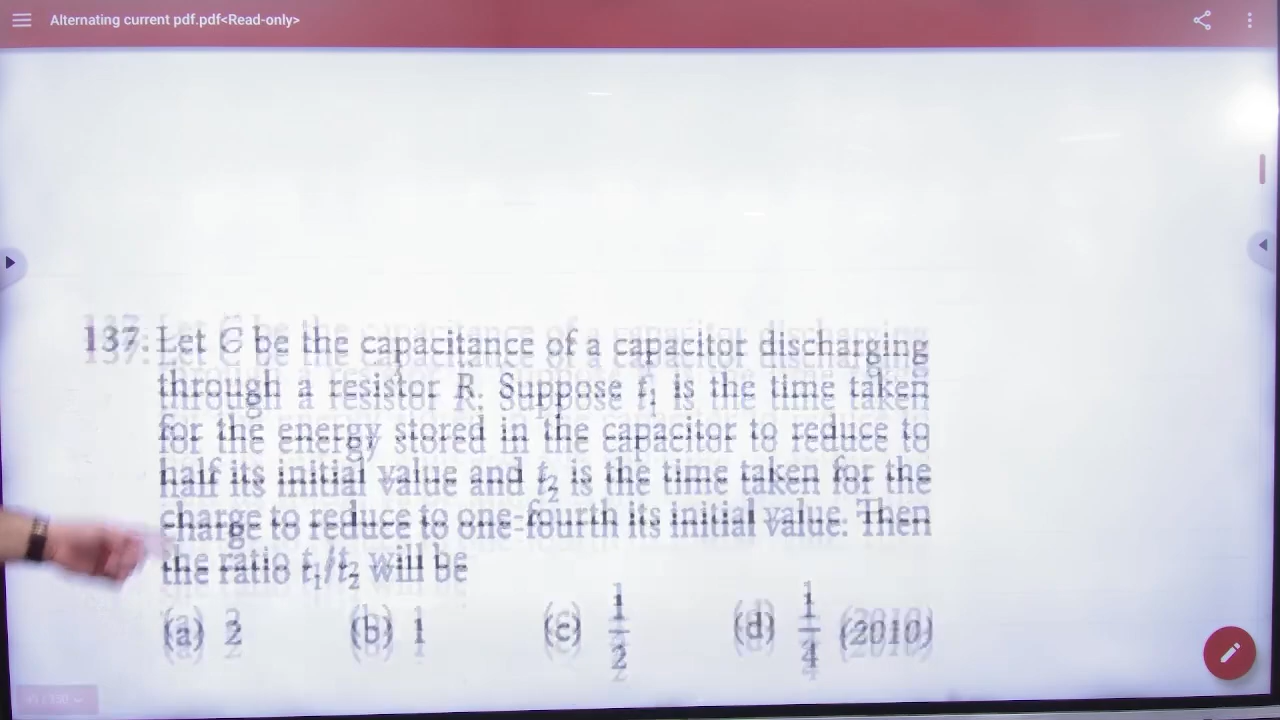 Alternating current pdf.pdf<Read-only>
137. Let C be the capacitance of a capacitor discharging
through a resistor R. Suppose t₁ is the time taken
for the energy stored in the capacitor to reduce to
half its initial value and t₂ is the time taken for the
charge to reduce to one-fourth its initial value. Then
the ratio t₁/t₂ will be
(a) 2 (b) 1 (c) 1/2 (d) 1/4 (2010)